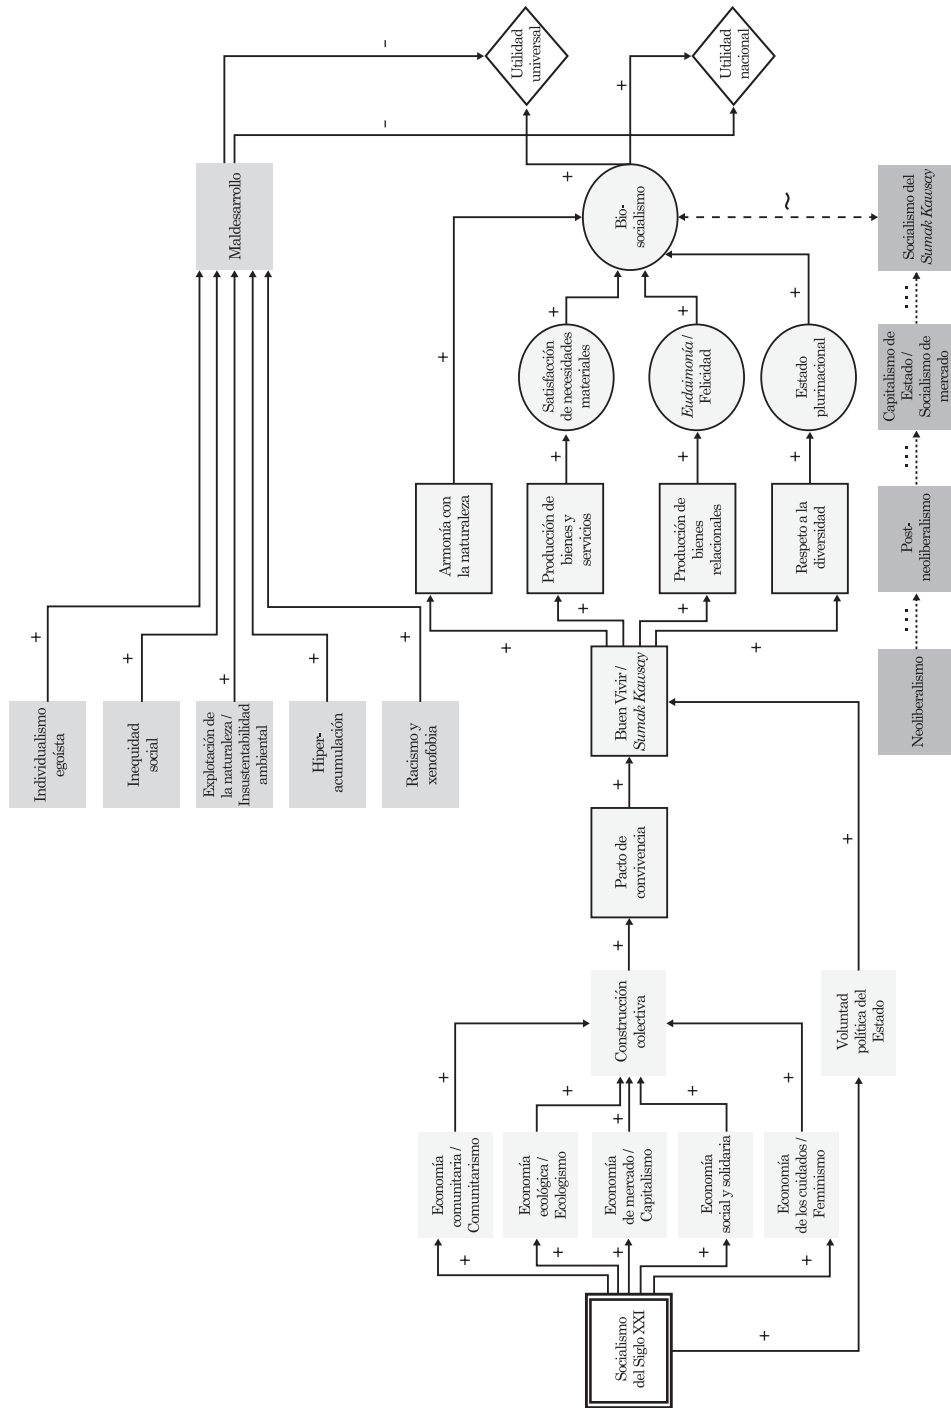 Individualismo
egoísta
Inequidad
social
Explotación de
la naturaleza /
Insustentabilidad
ambiental
Hiper-
acumulación
Racismo y
xenofobia
+
+
+
+
+
Maldesarrollo
-
-
Utilidad
universal
Utilidad
nacional
Socialismo
del Siglo XXI
+
+
+
+
+
+
Economía
comunitaria /
Comunitarismo
Economía
ecológica /
Ecologismo
Economía
de mercado /
Capitalismo
Economía
social y solidaria
Economía
de los cuidados /
Feminismo
+
+
+
+
+
Construcción
colectiva
Voluntad
política del
Estado
+
+
Pacto de
convivencia
+
Buen Vivir /
Sumak Kawsay
+
+
+
+
Armonía con
la naturaleza
Producción de
bienes y
servicios
Producción de
bienes
relacionales
Respeto a la
diversidad
+
+
+
+
Satisfacción
de necesidades
materiales
Eudaimonía /
Felicidad
Estado
plurinacional
+
+
+
Bio-
socialismo
+
+
~
Neoliberalismo
...
Post-
neoliberalismo
...
Capitalismo de
Estado /
Socialismo de
mercado
...
Socialismo del
Sumak Kawsay